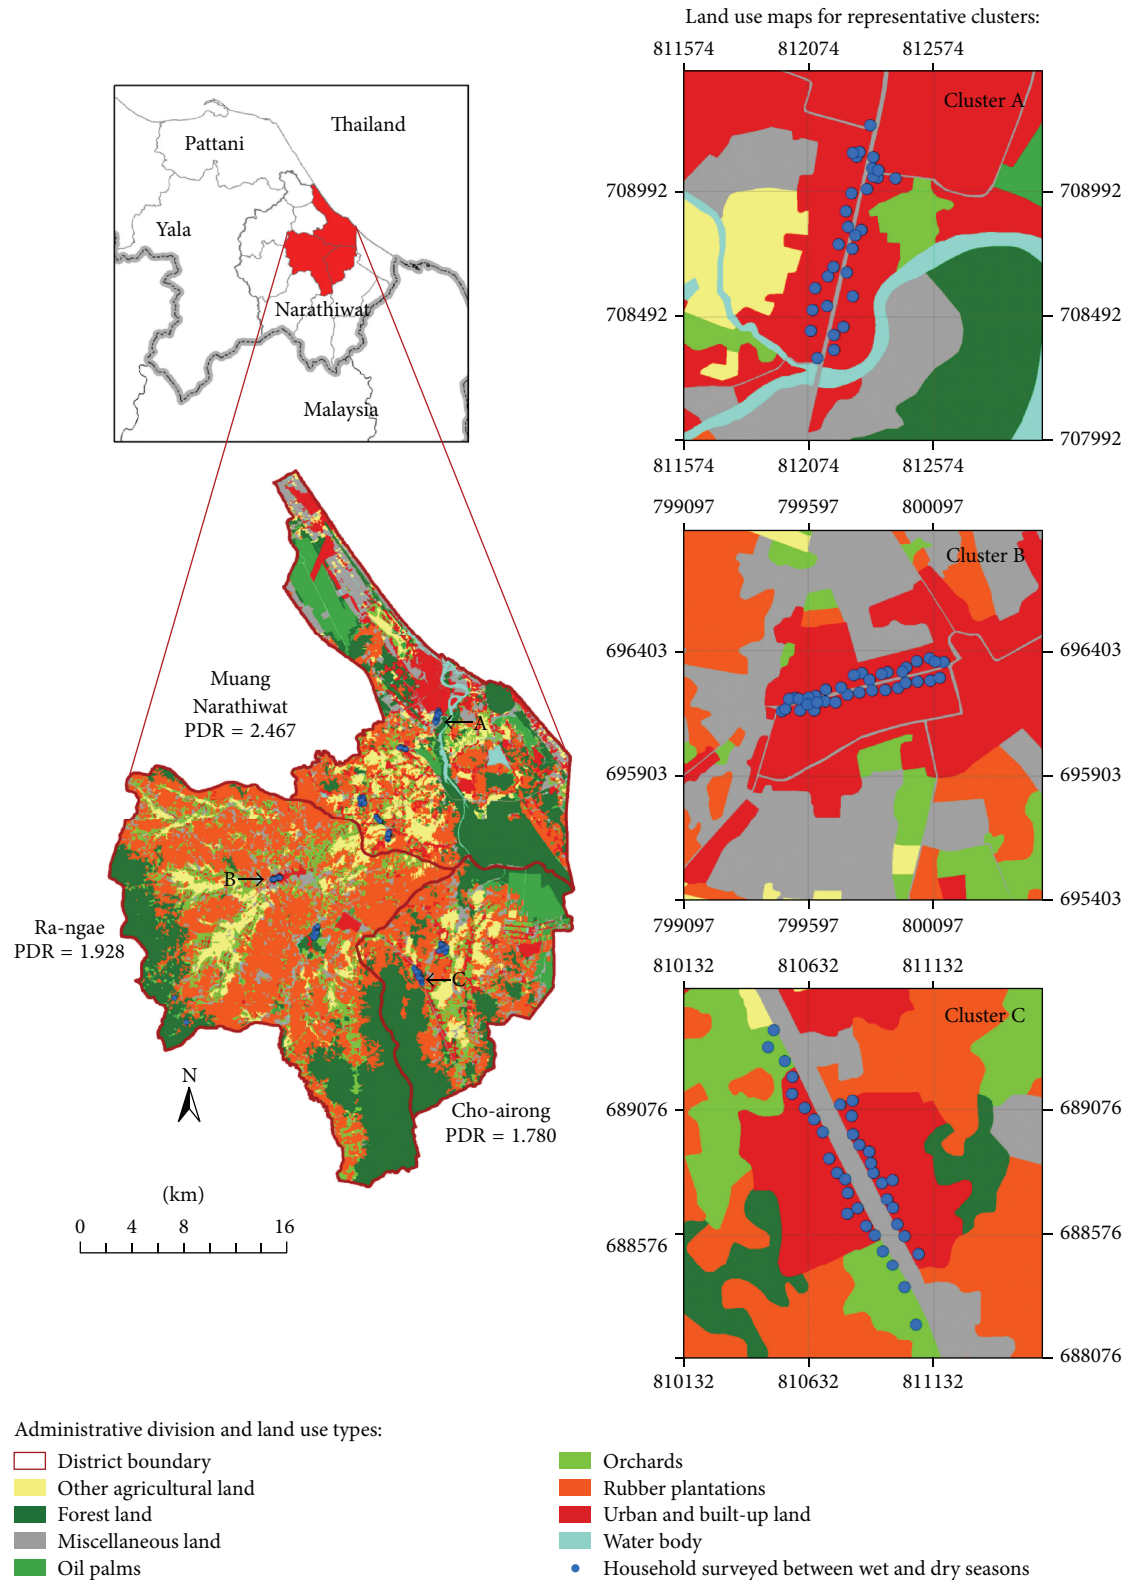 Land use maps for representative clusters:
811574 812074 812574
Cluster A
708992 708992
708492 708492
707992
811574 812074 812574
Thailand
Pattani
Yala
Narathiwat
Malaysia
799097 799597 800097
Cluster B
696403 696403
695903 695903
695403
799097 799597 800097
Muang
Narathiwat
PDR = 2.467
A
B
C
Ra-ngae
PDR = 1.928
Cho-airong
PDR = 1.780
N
(km)
0 4 8 16
810132 810632 811132
Cluster C
689076 689076
688576 688576
688076
810132 810632 811132
Administrative division and land use types:
District boundary
Other agricultural land
Forest land
Miscellaneous land
Oil palms
Orchards
Rubber plantations
Urban and built-up land
Water body
Household surveyed between wet and dry seasons